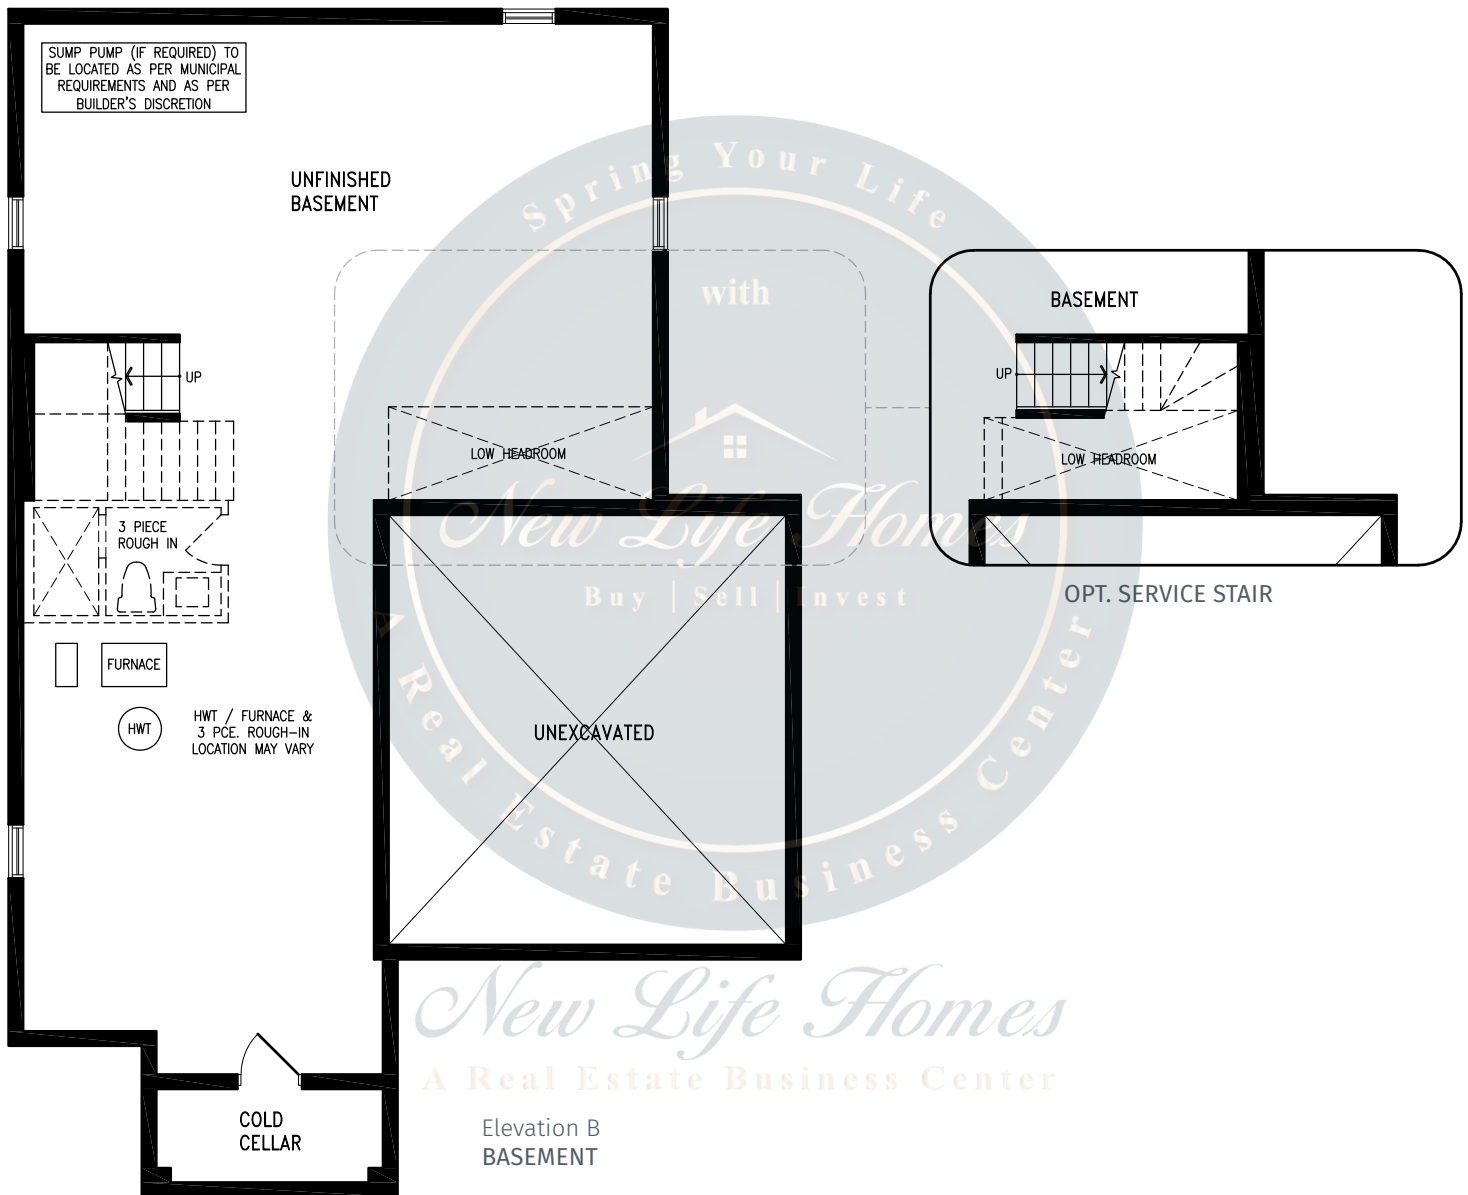 SUMP PUMP (IF REQUIRED) TO
BE LOCATED AS PER MUNICIPAL
REQUIREMENTS AND AS PER
BUILDER'S DISCRETION
UNFINISHED
BASEMENT
Spring Your Life
with
New Life Homes
Buy | Sell | Invest
A Real Estate Business Center
UP
LOW HEADROOM
3 PIECE
ROUGH IN
FURNACE
HWT
HWT / FURNACE &
3 PCE. ROUGH-IN
LOCATION MAY VARY
UNEXCAVATED
BASEMENT
UP
LOW HEADROOM
OPT. SERVICE STAIR
New Life Homes
A Real Estate Business Center
COLD
CELLAR
Elevation B
BASEMENT